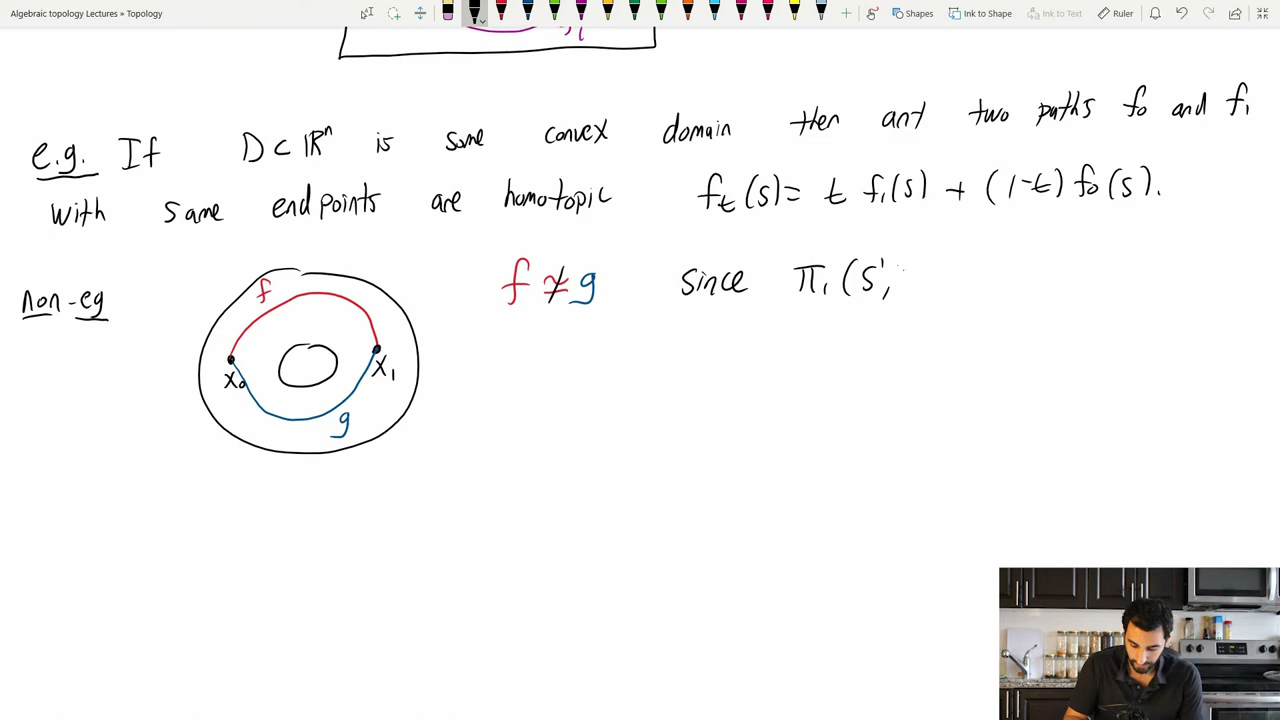 Algebraic topology Lectures » Topology
Shapes Ink to Shape Ink to Text Ruler
e.g. If D ⊂ ℝⁿ is some convex domain then ant two paths f₀ and f₁
with same endpoints are homotopic fₜ(s) = t f₁(s) + (1-t) f₀(s).
non-eg
f ≄ g since π₁(S¹,
f
x₀
x₁
g